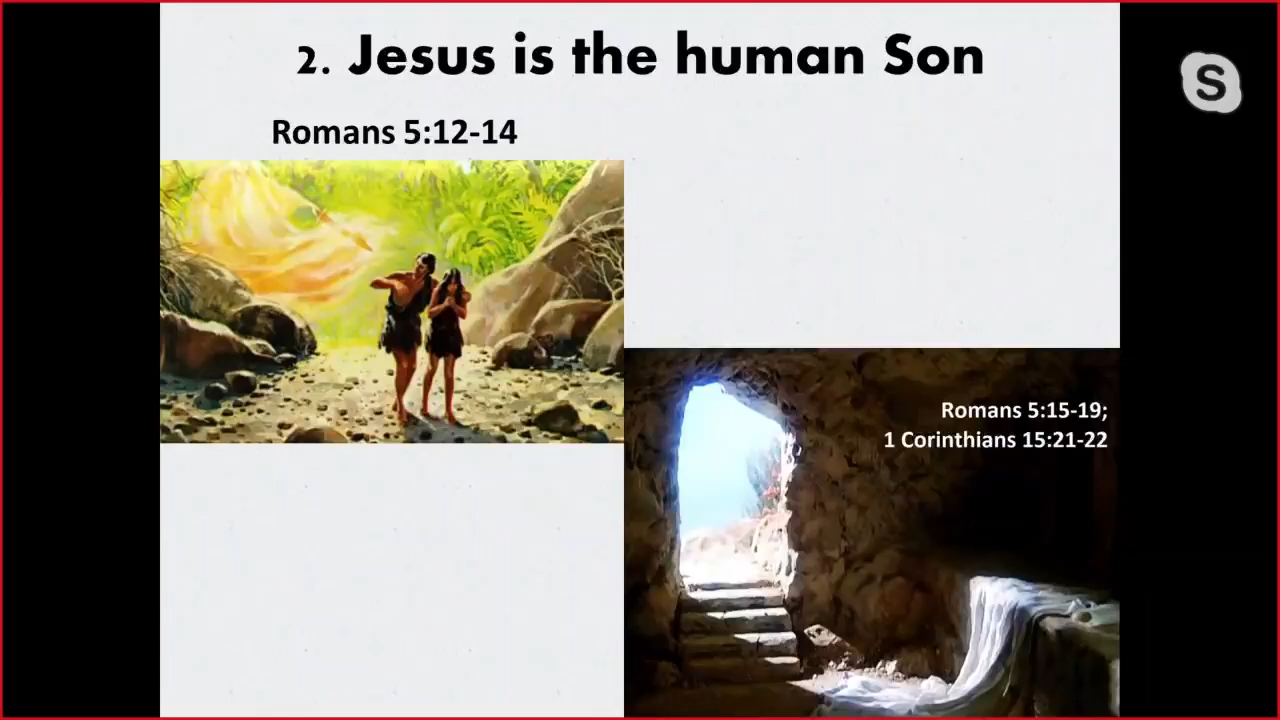 2. Jesus is the human Son
Romans 5:12-14
Romans 5:15-19;
1 Corinthians 15:21-22
S